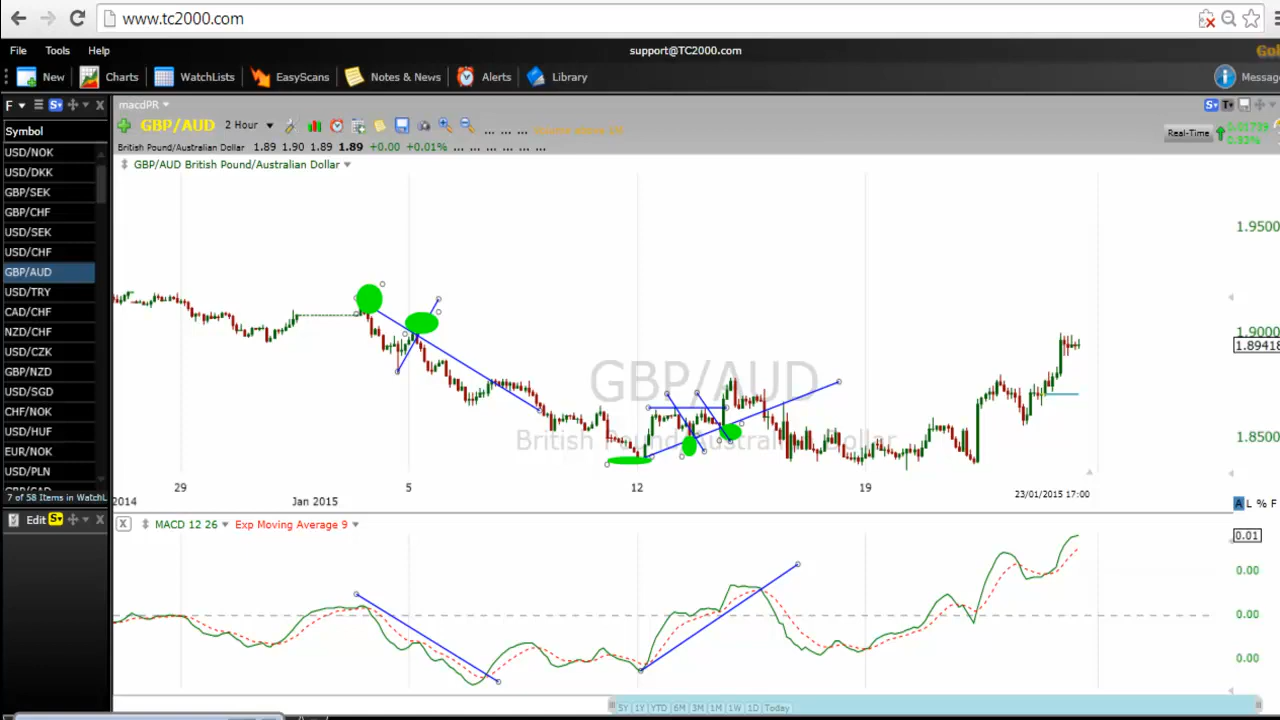 www.tc2000.com
File Tools Help support@TC2000.com
New Charts WatchLists EasyScans Notes & News Alerts Library Messag
F S macdPR S T
Symbol GBP/AUD 2 Hour ... ... ...
British Pound/Australian Dollar 1.89 1.90 1.89 1.89 +0.00 +0.01% ... ... ... ... ... ... Real-Time 0.01739
0.93%
GBP/AUD British Pound/Australian Dollar
USD/NOK
USD/DKK
GBP/SEK
GBP/CHF
USD/SEK
USD/CHF
GBP/AUD
USD/TRY
CAD/CHF
NZD/CHF
USD/CZK
GBP/NZD
USD/SGD
CHF/NOK
USD/HUF
EUR/NOK
USD/PLN
7 of 58 Items in WatchL
1.9500
1.9000
1.89418
1.8500
GBP/AUD
British Pound/Australian Dollar
29 5 12 19
2014 Jan 2015 23/01/2015 17:00
A L % F
Edit S X MACD 12 26 Exp Moving Average 9
0.01
0.00
0.00
0.00
5Y 1Y YTD 6M 3M 1M 1W 1D Today